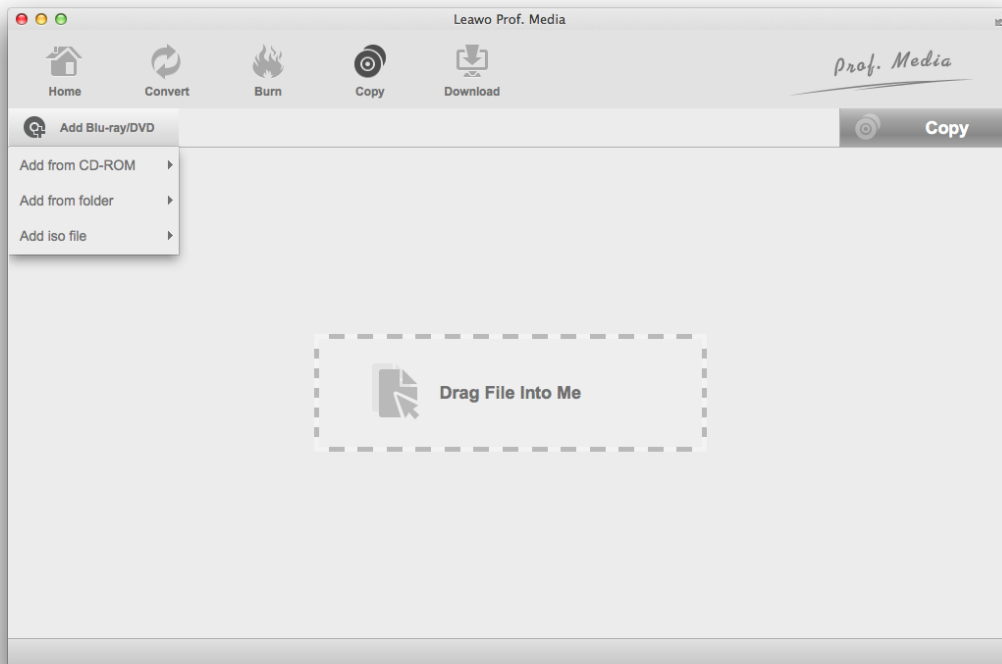 Leawo Prof. Media
Home Convert Burn Copy Download
Prof. Media
Add Blu-ray/DVD
Copy
Add from CD-ROM
Add from folder
Add iso file
Drag File Into Me